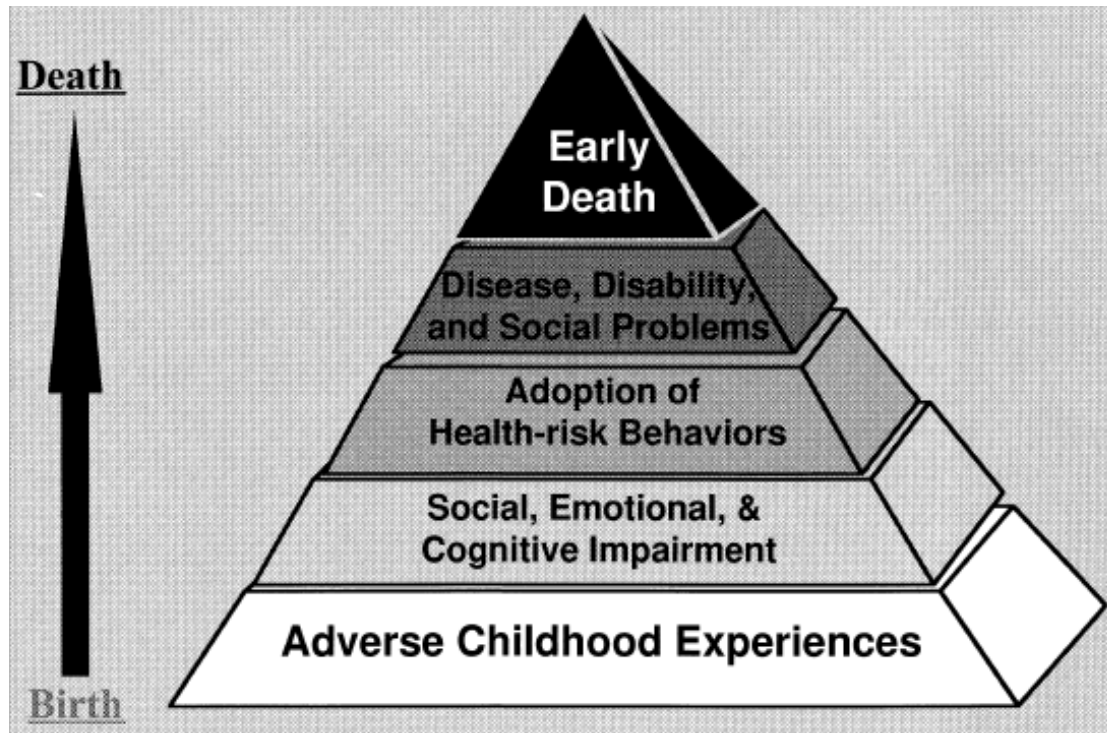 Death
Early
Death
Disease, Disability,
and Social Problems
Adoption of
Health-risk Behaviors
Social, Emotional, &
Cognitive Impairment
Adverse Childhood Experiences
Birth